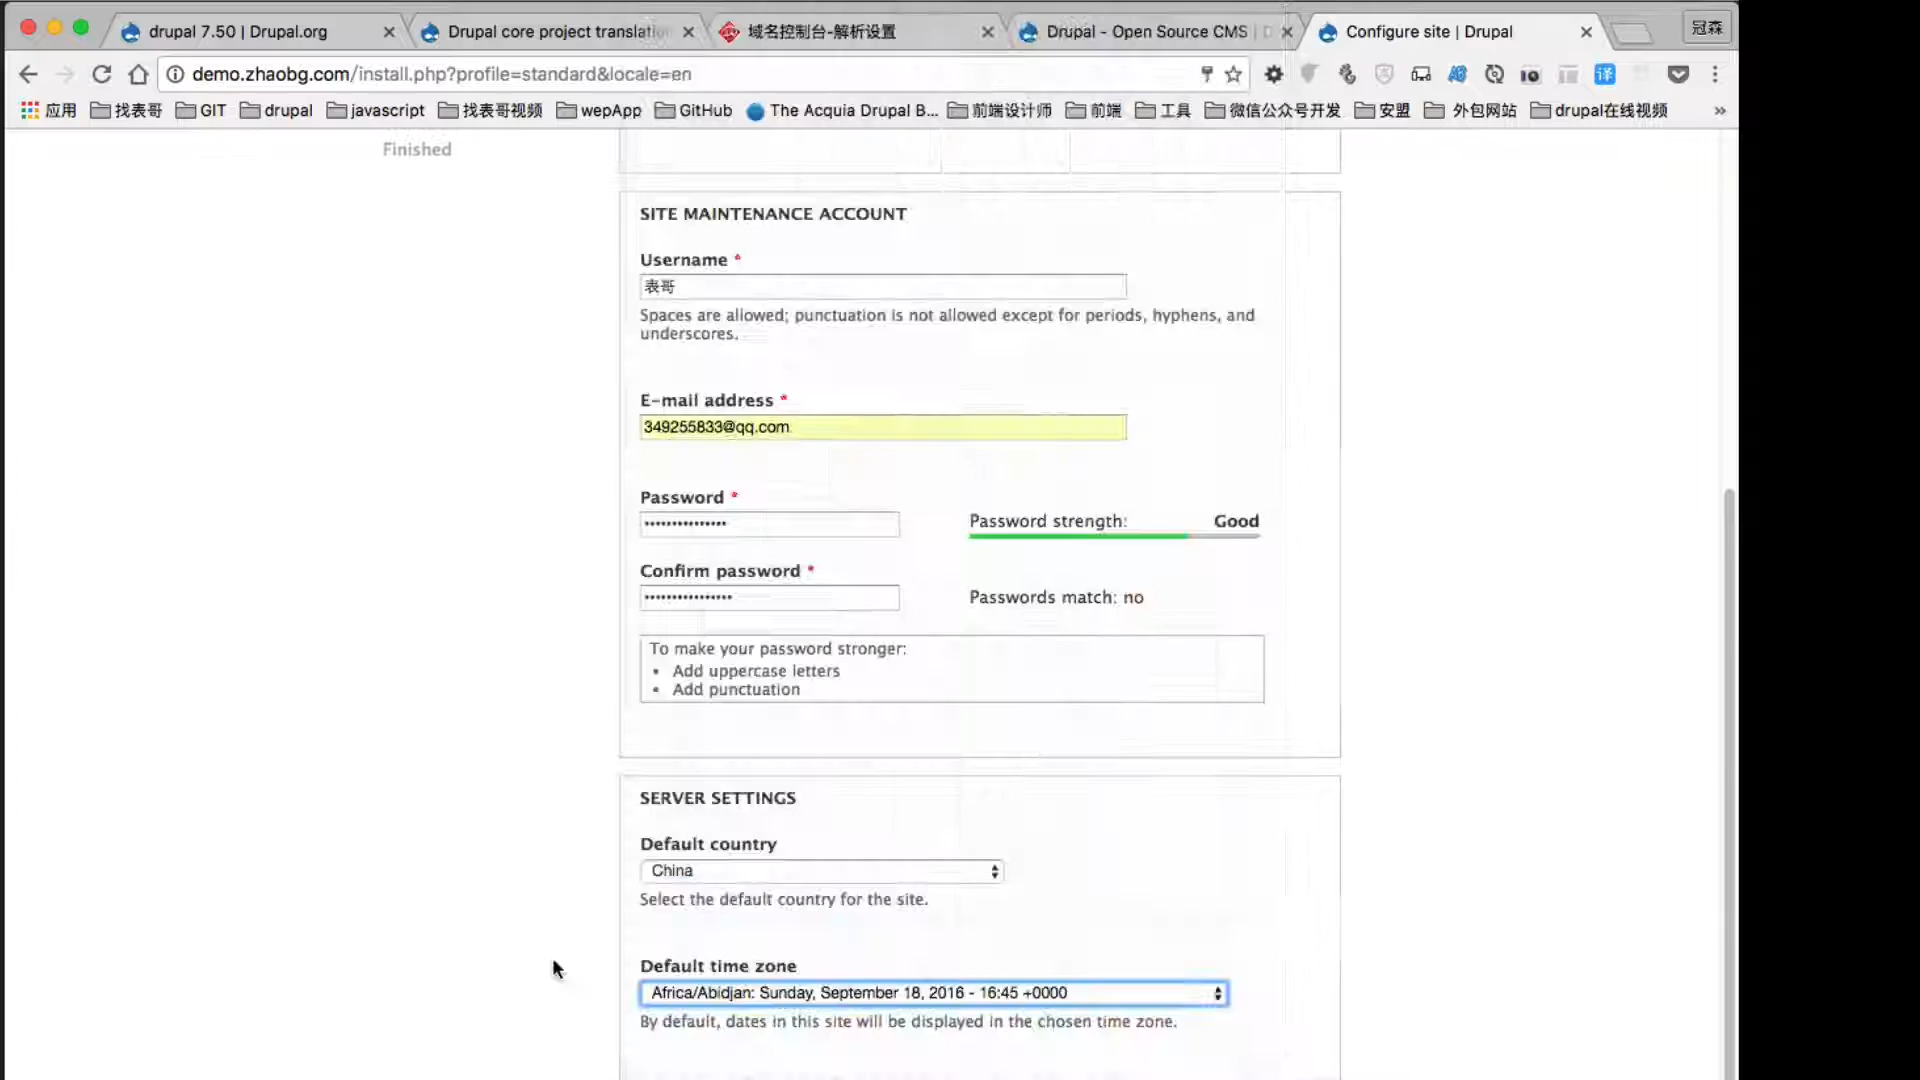 drupal 7.50 | Drupal.org
Drupal core project translatio
域名控制台-解析设置
Drupal - Open Source CMS | D
Configure site | Drupal
冠森
demo.zhaobg.com/install.php?profile=standard&locale=en
译
应用
找表哥
GIT
drupal
javascript
找表哥视频
wepApp
GitHub
The Acquia Drupal B...
前端设计师
前端
工具
微信公众号开发
安盟
外包网站
drupal在线视频
»
Finished
SITE MAINTENANCE ACCOUNT
Username *
表哥
Spaces are allowed; punctuation is not allowed except for periods, hyphens, and
underscores.
E-mail address *
349255833@qq.com
Password *
Password strength: Good
Confirm password *
Passwords match: no
To make your password stronger:
• Add uppercase letters
• Add punctuation
SERVER SETTINGS
Default country
China
Select the default country for the site.
Default time zone
Africa/Abidjan: Sunday, September 18, 2016 - 16:45 +0000
By default, dates in this site will be displayed in the chosen time zone.